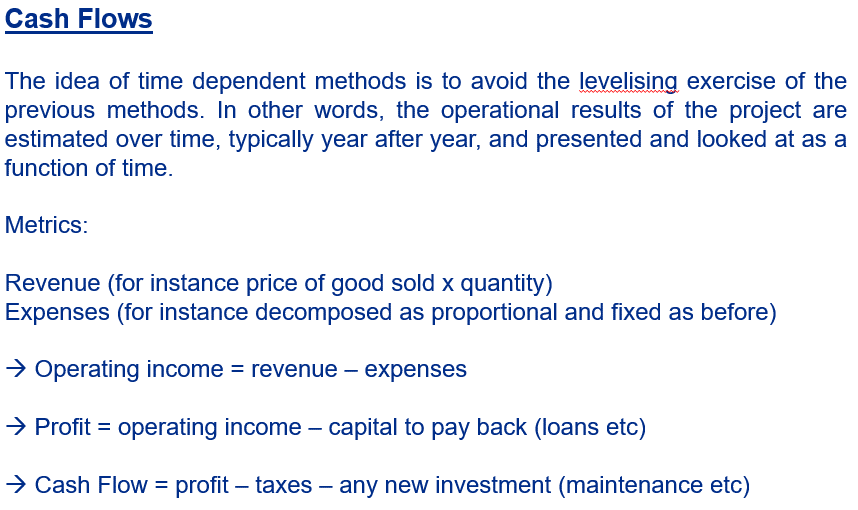 Cash Flows
The idea of time dependent methods is to avoid the levelising exercise of the
previous methods. In other words, the operational results of the project are
estimated over time, typically year after year, and presented and looked at as a
function of time.
Metrics:
Revenue (for instance price of good sold x quantity)
Expenses (for instance decomposed as proportional and fixed as before)
→ Operating income = revenue – expenses
→ Profit = operating income – capital to pay back (loans etc)
→ Cash Flow = profit – taxes – any new investment (maintenance etc)